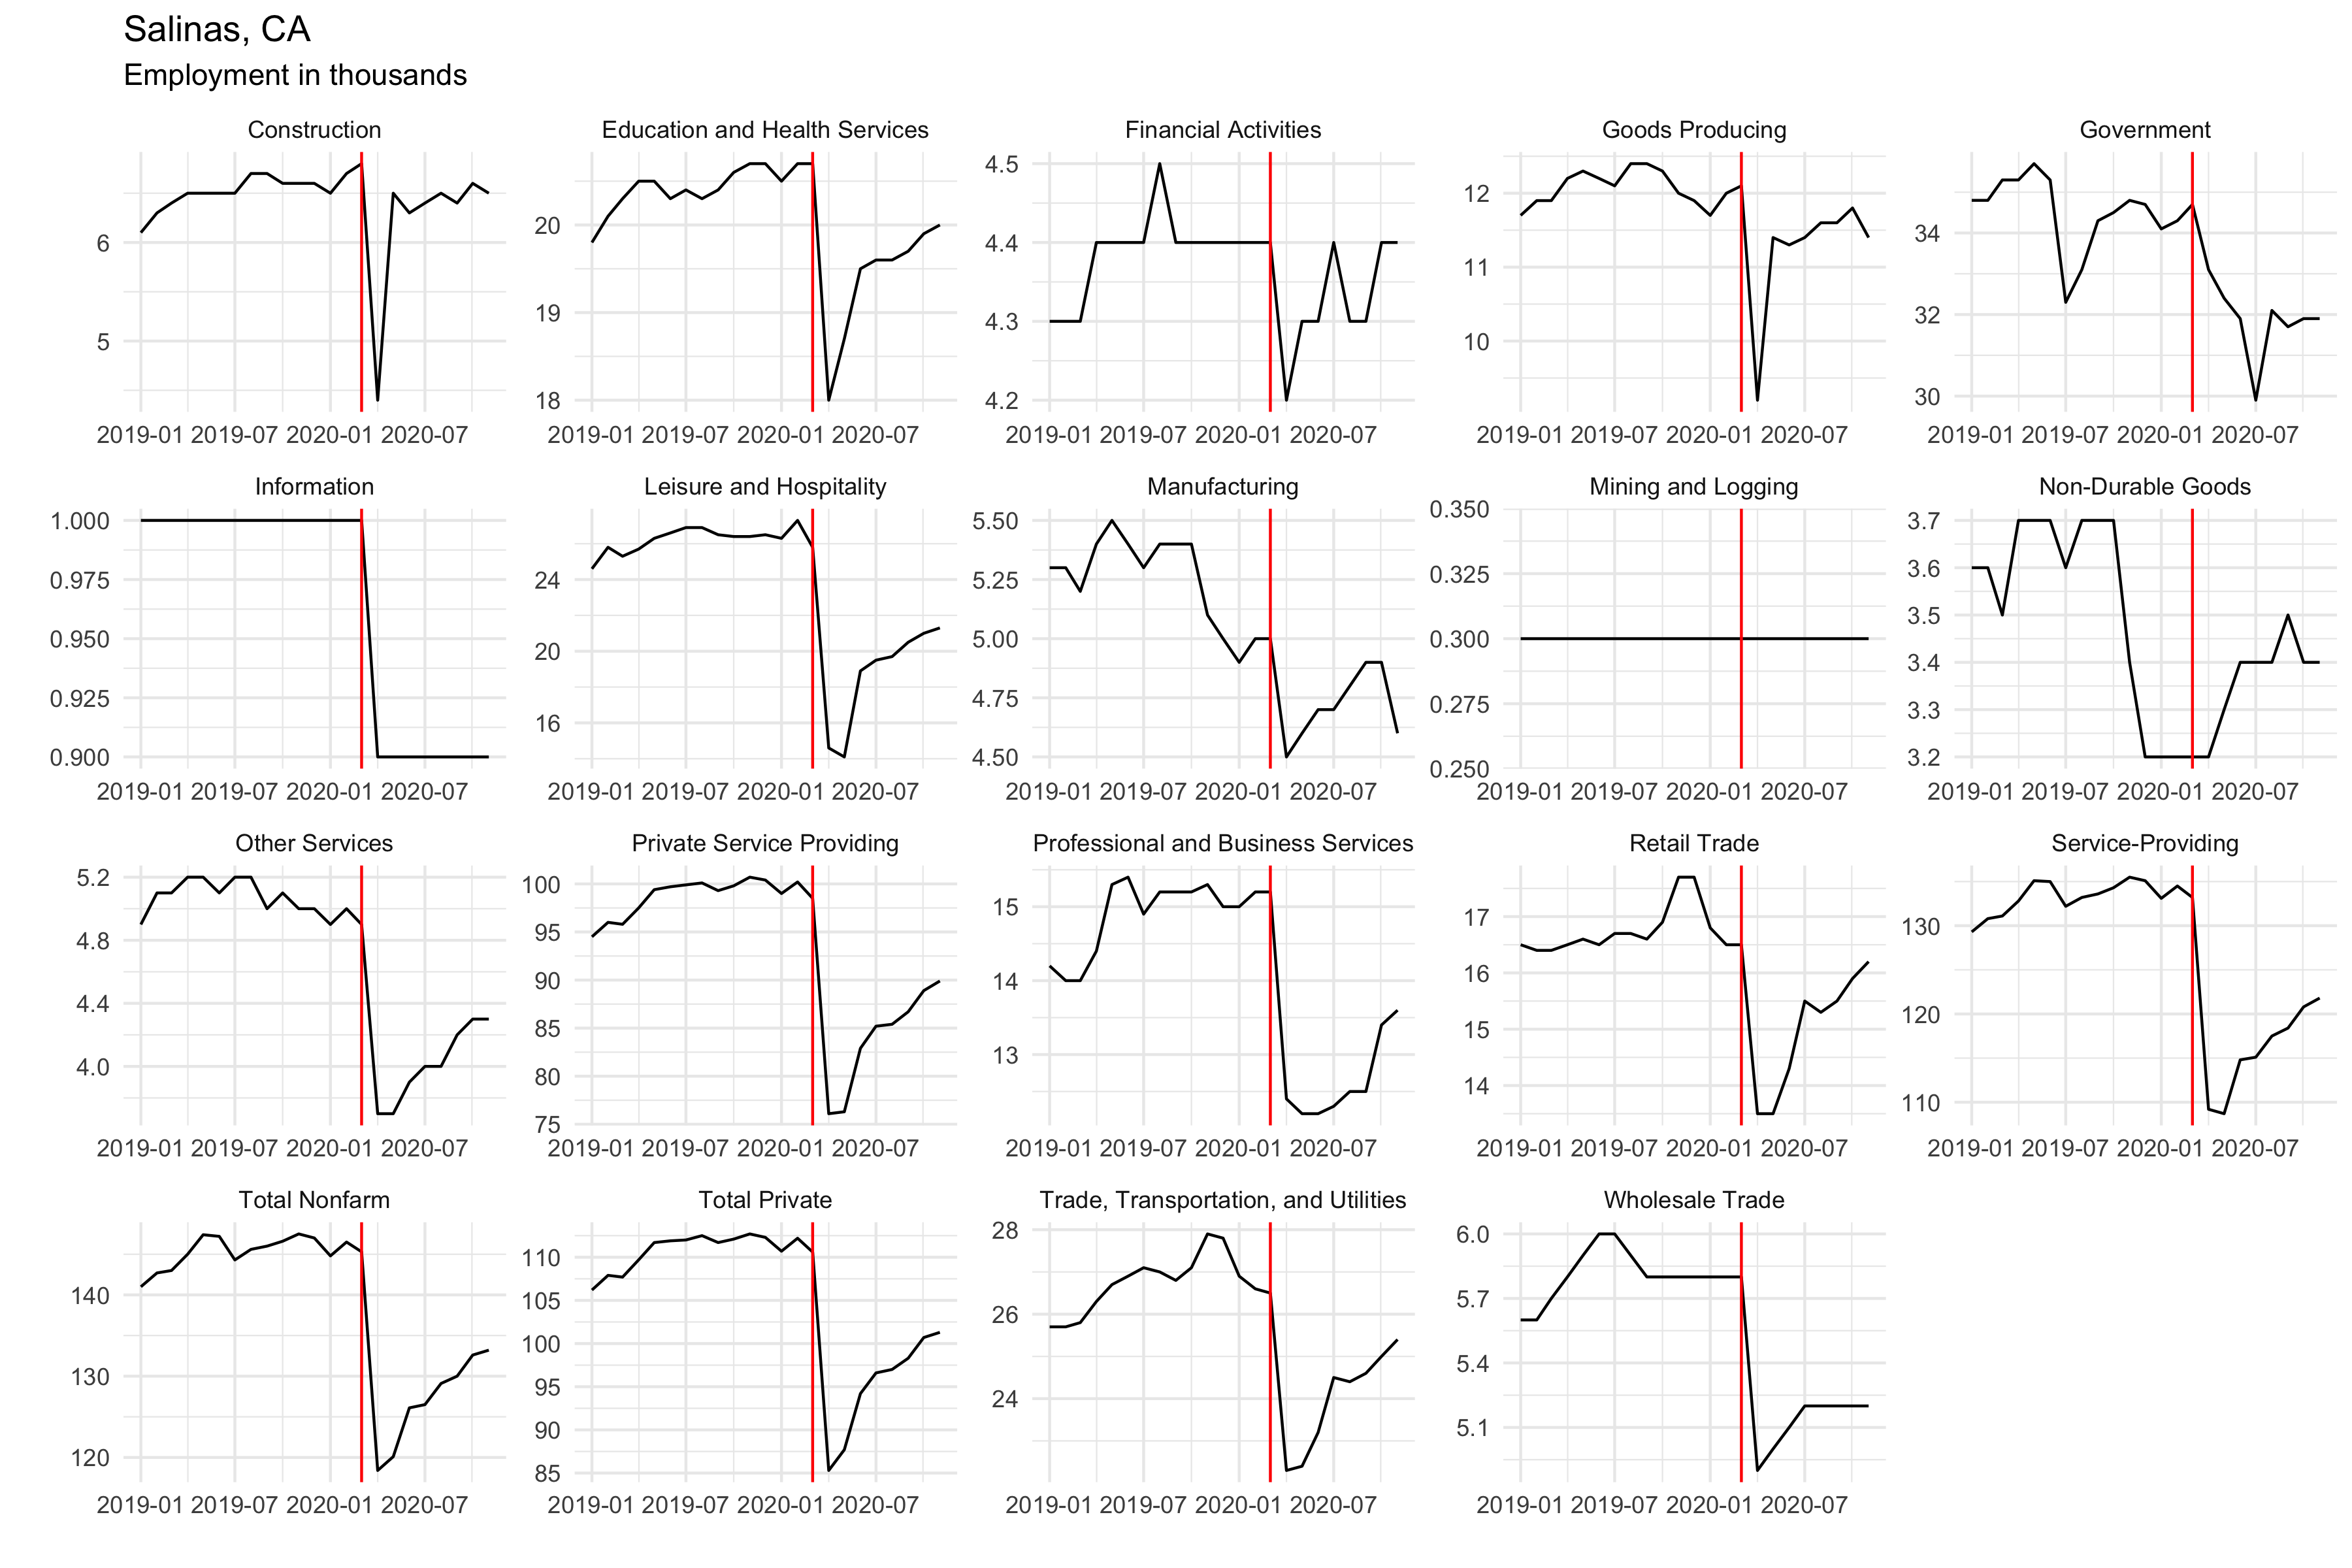 Salinas, CA
Employment in thousands
Construction
6
5
2019-01 2019-07 2020-01 2020-07
Education and Health Services
20
19
18
2019-01 2019-07 2020-01 2020-07
Financial Activities
4.5
4.4
4.3
4.2
2019-01 2019-07 2020-01 2020-07
Goods Producing
12
11
10
2019-01 2019-07 2020-01 2020-07
Government
34
32
30
2019-01 2019-07 2020-01 2020-07
Information
1.000
0.975
0.950
0.925
0.900
2019-01 2019-07 2020-01 2020-07
Leisure and Hospitality
24
20
16
2019-01 2019-07 2020-01 2020-07
Manufacturing
5.50
5.25
5.00
4.75
4.50
2019-01 2019-07 2020-01 2020-07
Mining and Logging
0.350
0.325
0.300
0.275
0.250
2019-01 2019-07 2020-01 2020-07
Non-Durable Goods
3.7
3.6
3.5
3.4
3.3
3.2
2019-01 2019-07 2020-01 2020-07
Other Services
5.2
4.8
4.4
4.0
2019-01 2019-07 2020-01 2020-07
Private Service Providing
100
95
90
85
80
75
2019-01 2019-07 2020-01 2020-07
Professional and Business Services
15
14
13
2019-01 2019-07 2020-01 2020-07
Retail Trade
17
16
15
14
2019-01 2019-07 2020-01 2020-07
Service-Providing
130
120
110
2019-01 2019-07 2020-01 2020-07
Total Nonfarm
140
130
120
2019-01 2019-07 2020-01 2020-07
Total Private
110
105
100
95
90
85
2019-01 2019-07 2020-01 2020-07
Trade, Transportation, and Utilities
28
26
24
2019-01 2019-07 2020-01 2020-07
Wholesale Trade
6.0
5.7
5.4
5.1
2019-01 2019-07 2020-01 2020-07